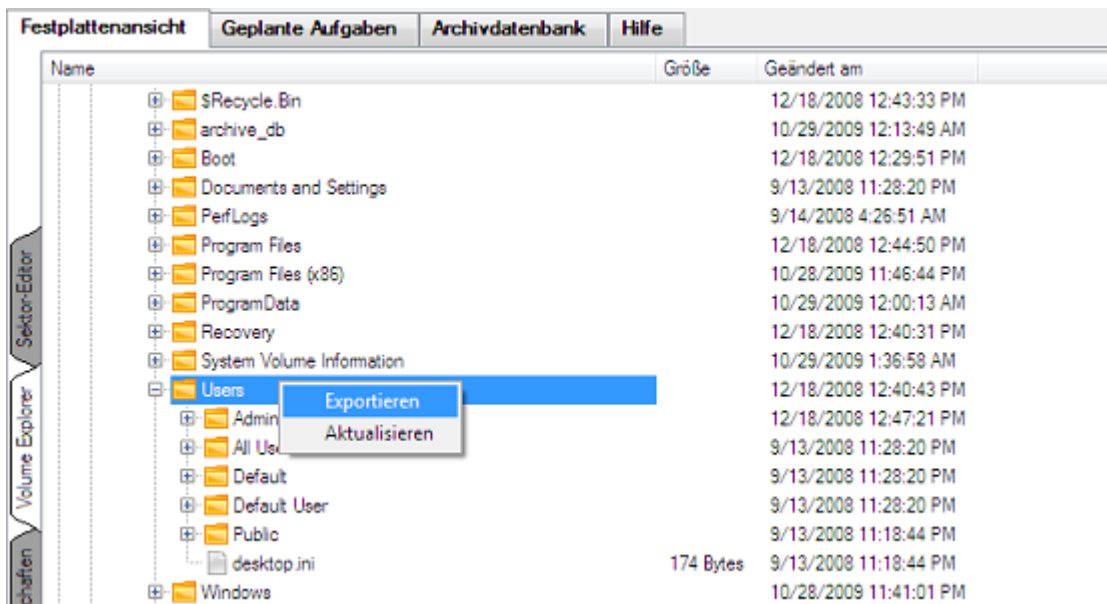 Festplattenansicht Geplante Aufgaben Archivdatenbank Hilfe
Name Größe Geändert am
$Recycle.Bin 12/18/2008 12:43:33 PM
archive_db 10/29/2009 12:13:49 AM
Boot 12/18/2008 12:29:51 PM
Documents and Settings 9/13/2008 11:28:20 PM
PerfLogs 9/14/2008 4:26:51 AM
Program Files 12/18/2008 12:44:50 PM
Program Files (x86) 10/28/2009 11:46:44 PM
ProgramData 10/29/2009 12:00:13 AM
Recovery 12/18/2008 12:40:31 PM
System Volume Information 10/29/2009 1:36:58 AM
Users 12/18/2008 12:40:43 PM
Exportieren
Admin 12/18/2008 12:47:21 PM
Aktualisieren
All Use 9/13/2008 11:28:20 PM
Default 9/13/2008 11:28:20 PM
Default User 9/13/2008 11:28:20 PM
Public 9/13/2008 11:18:44 PM
desktop.ini 174 Bytes 9/13/2008 11:18:44 PM
Windows 10/28/2009 11:41:01 PM
Sektor-Editor
Volume Explorer
chaften